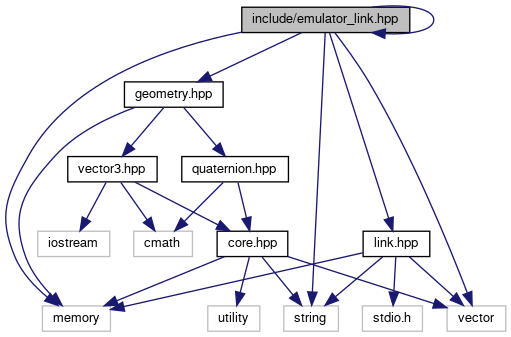 include/emulator_link.hpp
geometry.hpp
vector3.hpp
quaternion.hpp
iostream
cmath
core.hpp
link.hpp
memory
utility
string
stdio.h
vector